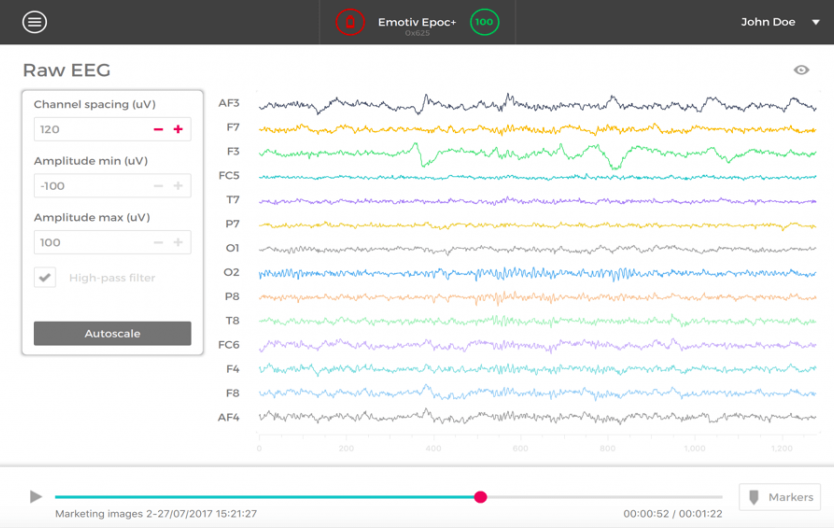 Emotiv Epoc+
0x625
100
John Doe
Raw EEG
Channel spacing (uV)
120
Amplitude min (uV)
-100
Amplitude max (uV)
100
High-pass filter
Autoscale
AF3
F7
F3
FC5
T7
P7
O1
O2
P8
T8
FC6
F4
F8
AF4
0 200 400 600 800 1,000 1,200
Marketing images 2-27/07/2017 15:21:27
00:00:52 / 00:01:22
Markers